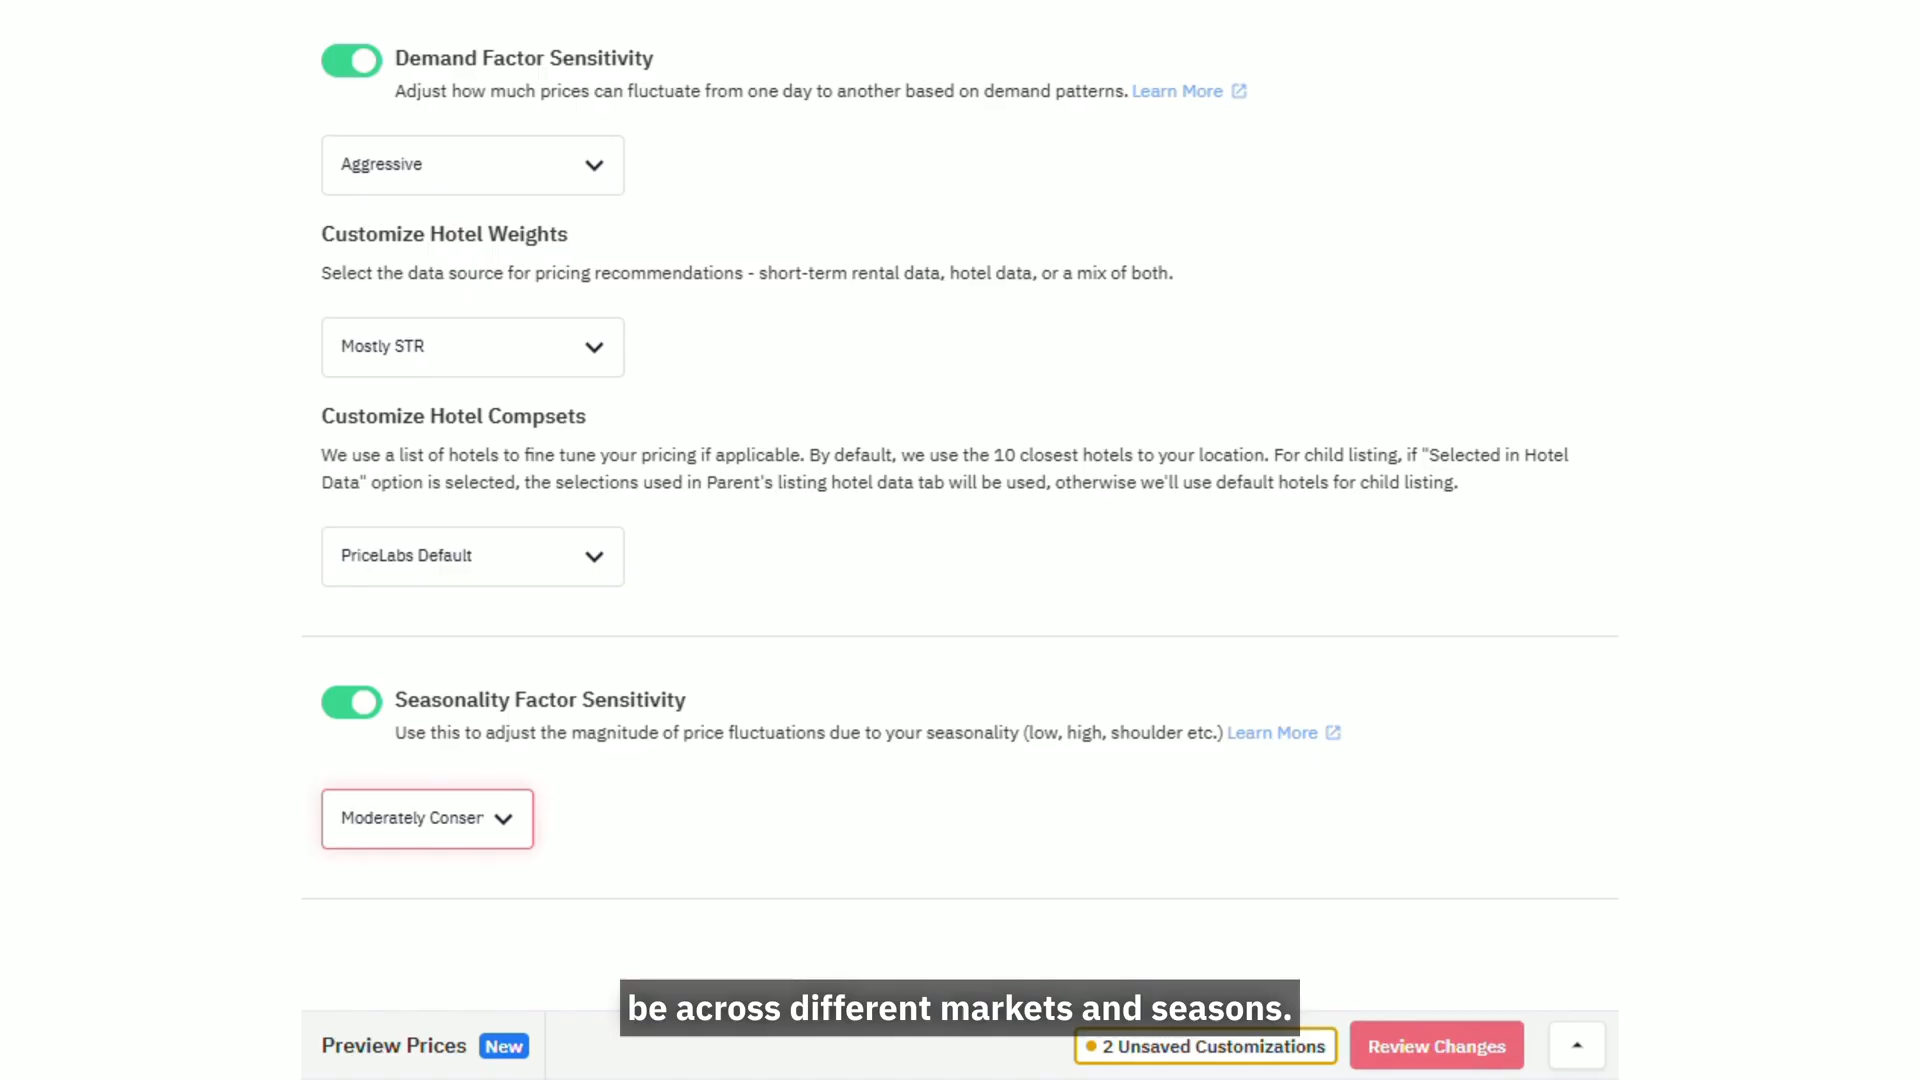 Demand Factor Sensitivity
Adjust how much prices can fluctuate from one day to another based on demand patterns. Learn More
Aggressive
Customize Hotel Weights
Select the data source for pricing recommendations - short-term rental data, hotel data, or a mix of both.
Mostly STR
Customize Hotel Compsets
We use a list of hotels to fine tune your pricing if applicable. By default, we use the 10 closest hotels to your location. For child listing, if "Selected in Hotel
Data" option is selected, the selections used in Parent's listing hotel data tab will be used, otherwise we'll use default hotels for child listing.
PriceLabs Default
Seasonality Factor Sensitivity
Use this to adjust the magnitude of price fluctuations due to your seasonality (low, high, shoulder etc.) Learn More
Moderately Conser
be across different markets and seasons.
Preview Prices New
2 Unsaved Customizations
Review Changes